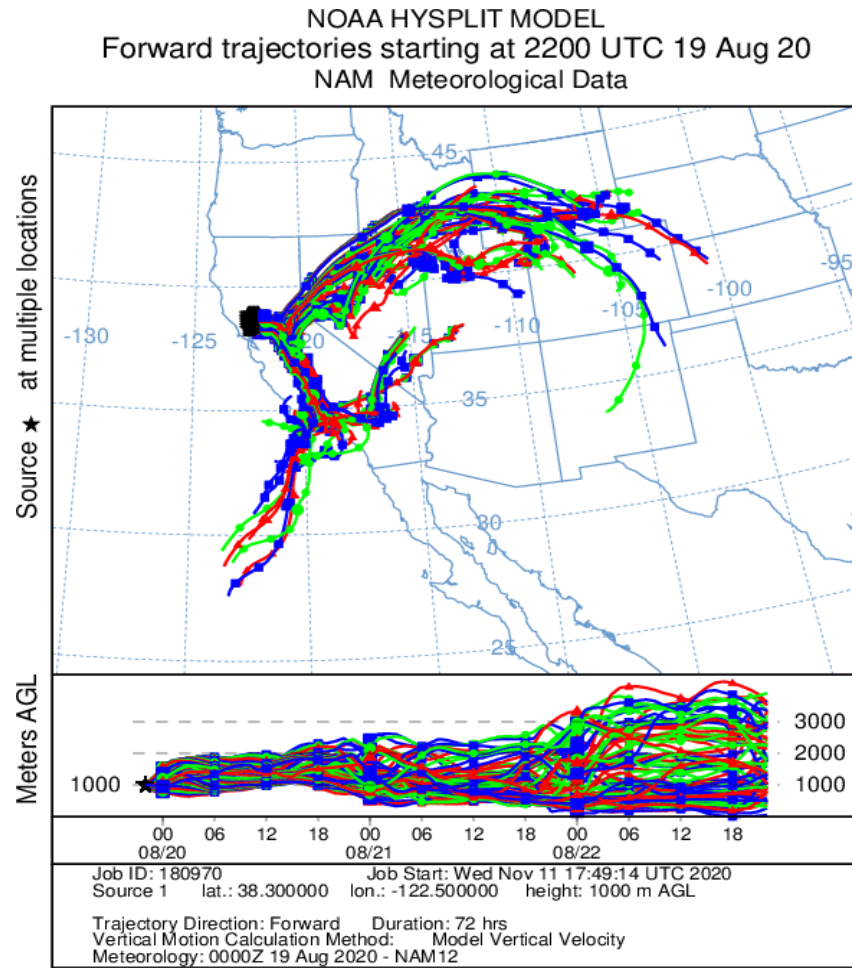 NOAA HYSPLIT MODEL
Forward trajectories starting at 2200 UTC 19 Aug 20
NAM Meteorological Data
Source ★ at multiple locations
45
-130
-125
20
-115
-110
-105
-100
-95
35
30
25
Meters AGL
1000
3000
2000
1000
00 06 12 18 00 06 12 18 00 06 12 18
08/20 08/21 08/22
Job ID: 180970 Job Start: Wed Nov 11 17:49:14 UTC 2020
Source 1 lat.: 38.300000 lon.: -122.500000 height: 1000 m AGL
Trajectory Direction: Forward Duration: 72 hrs
Vertical Motion Calculation Method: Model Vertical Velocity
Meteorology: 0000Z 19 Aug 2020 - NAM12